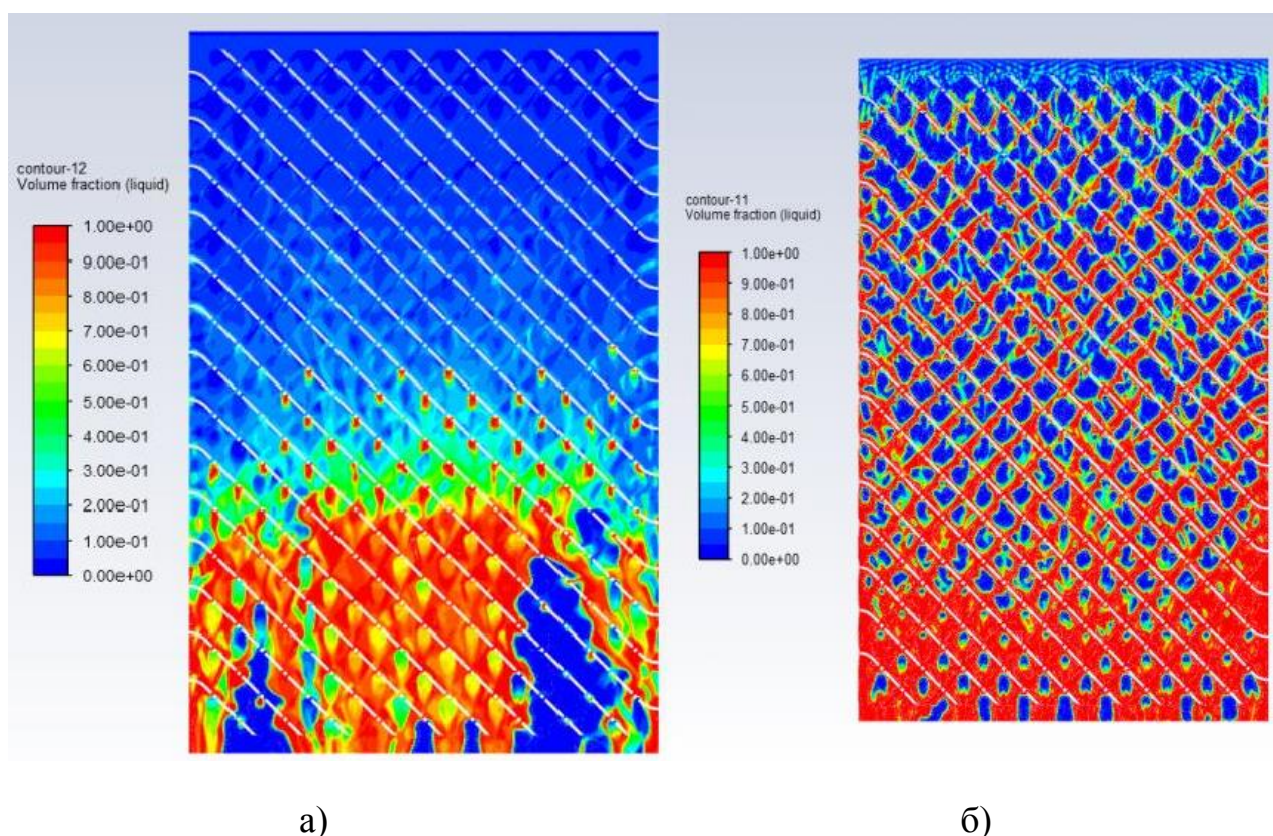 contour-12
Volume fraction (liquid)
1.00e+00
9.00e-01
8.00e-01
7.00e-01
6.00e-01
5.00e-01
4.00e-01
3.00e-01
2.00e-01
1.00e-01
0.00e+00
contour-11
Volume fraction (liquid)
1.00e+00
9.00e-01
8.00e-01
7.00e-01
6.00e-01
5.00e-01
4.00e-01
3.00e-01
2.00e-01
1.00e-01
0.00e+00
а)
б)